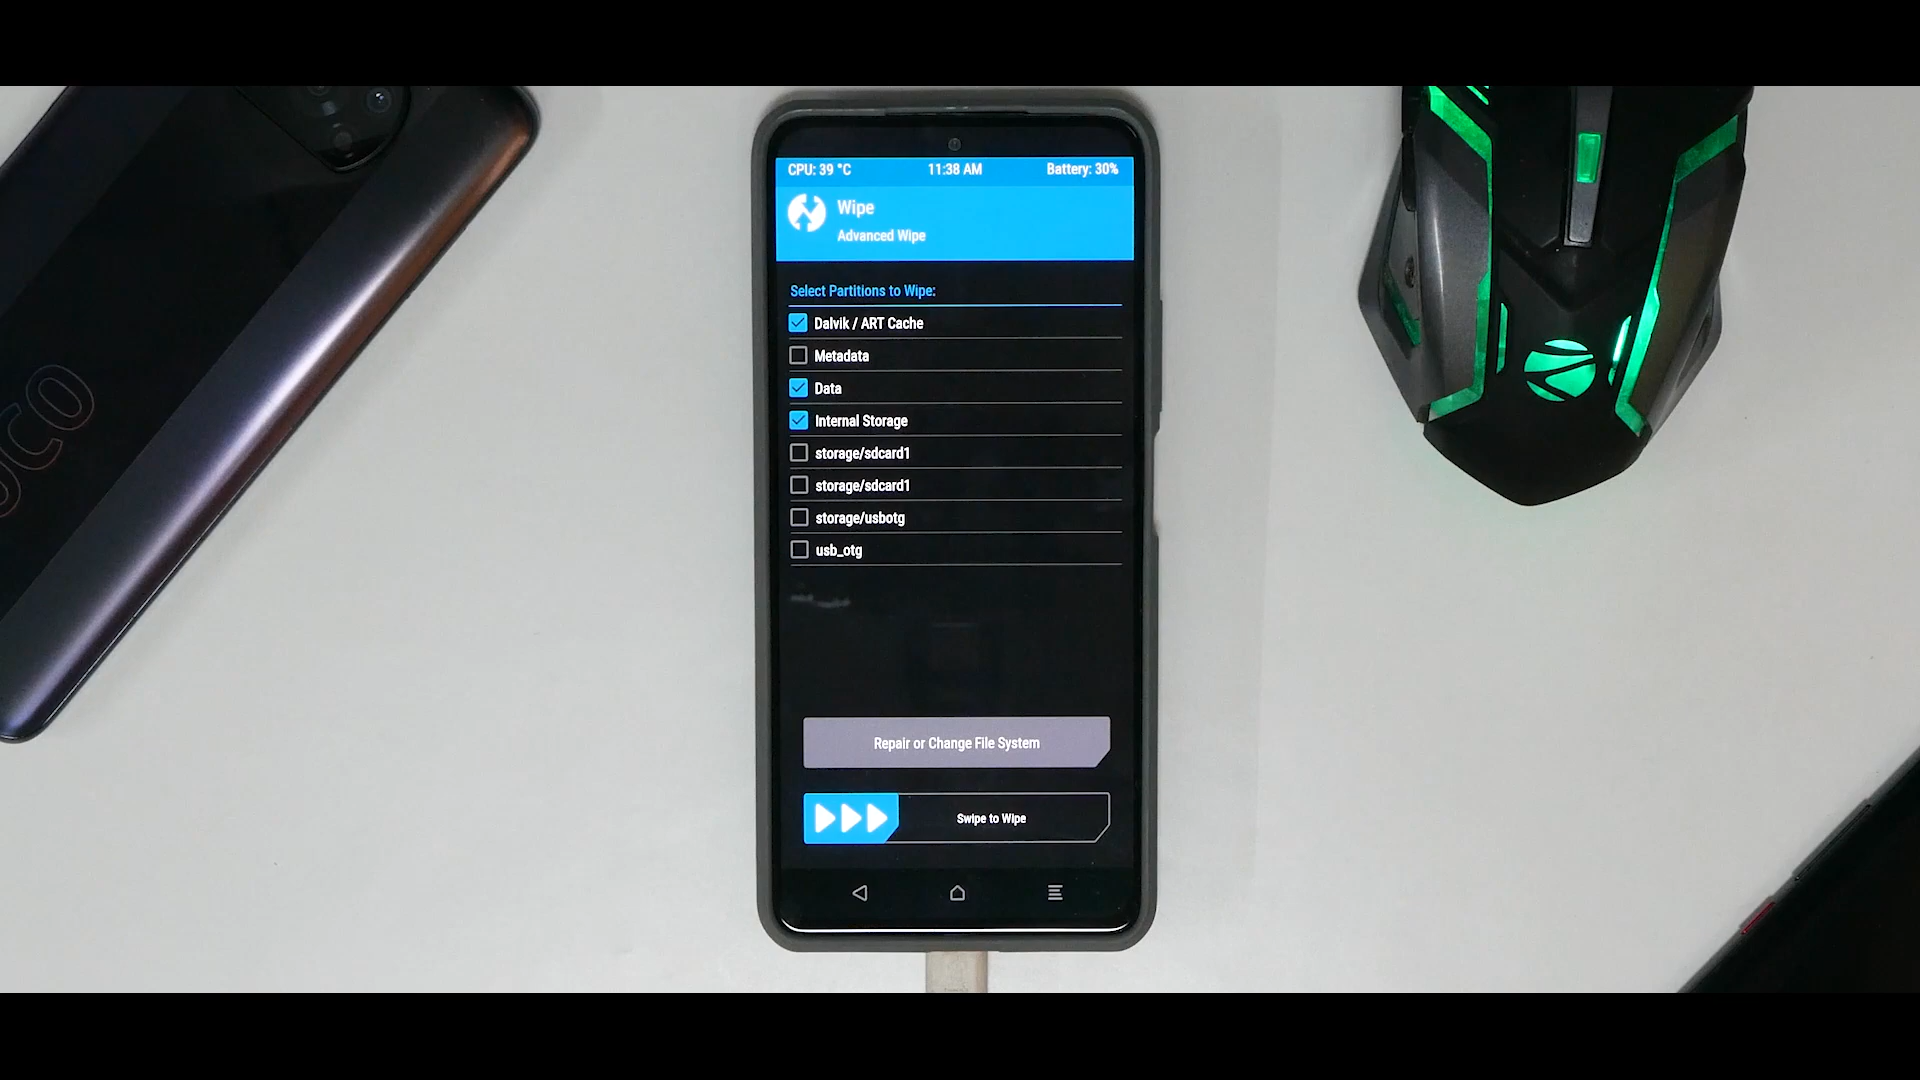 CPU: 39 °C 11:38 AM Battery: 30%
Wipe
Advanced Wipe
Select Partitions to Wipe:
Dalvik / ART Cache
Metadata
Data
Internal Storage
storage/sdcard1
storage/sdcard1
storage/usbotg
usb_otg
Repair or Change File System
Swipe to Wipe